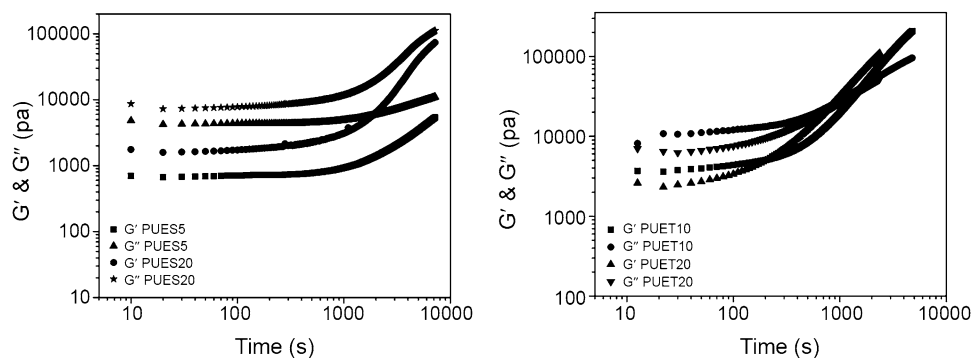 G′ & G″ (pa)
100000
10000
1000
100
10
G′ PUES5
G″ PUES5
G′ PUES20
G″ PUES20
10 100 1000 10000
Time (s)
G′ & G″ (pa)
100000
10000
1000
100
G′ PUET10
G″ PUET10
G′ PUET20
G″ PUET20
10 100 1000 10000
Time (s)